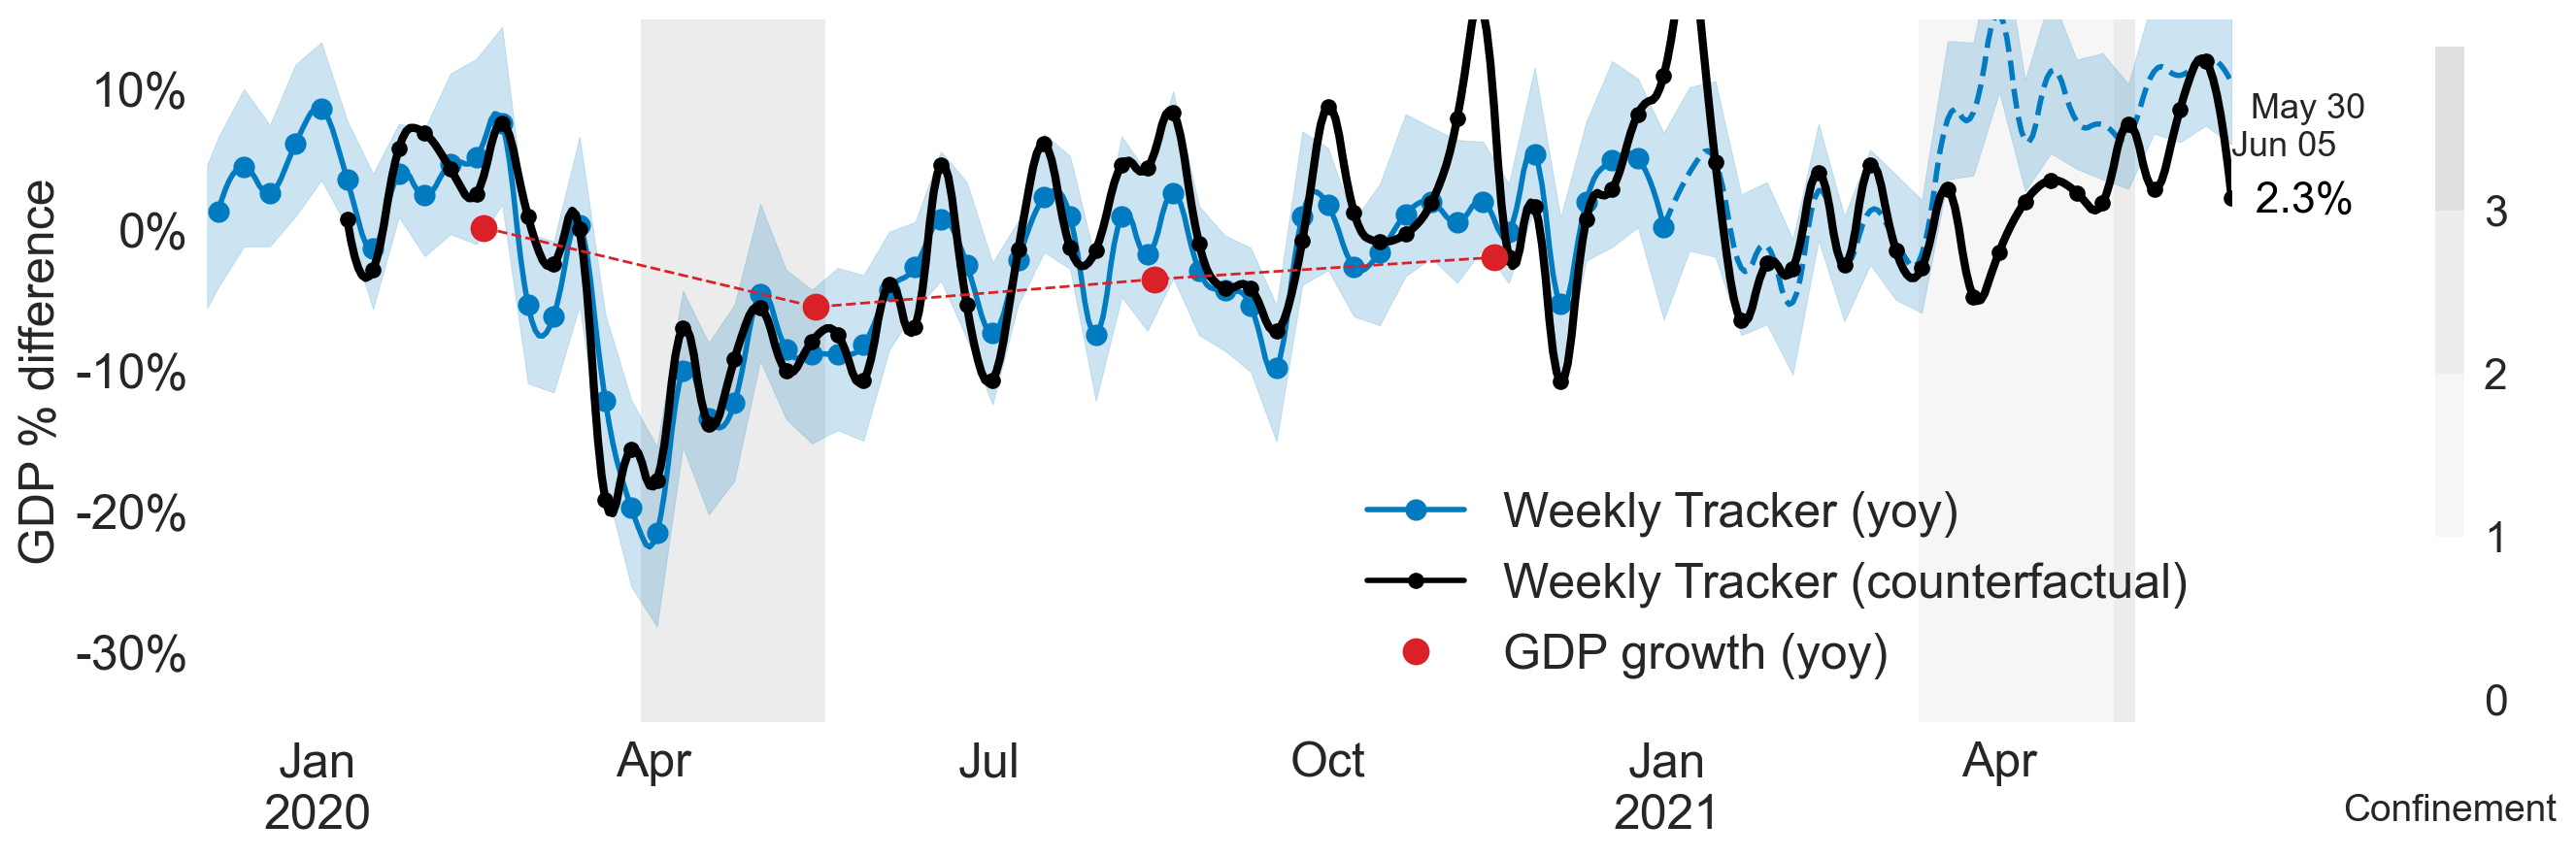 GDP % difference
10%
0%
-10%
-20%
-30%
May 30
Jun 05
2.3%
Weekly Tracker (yoy)
Weekly Tracker (counterfactual)
GDP growth (yoy)
Jan
2020
Apr
Jul
Oct
Jan
2021
Apr
3
2
1
0
Confinement